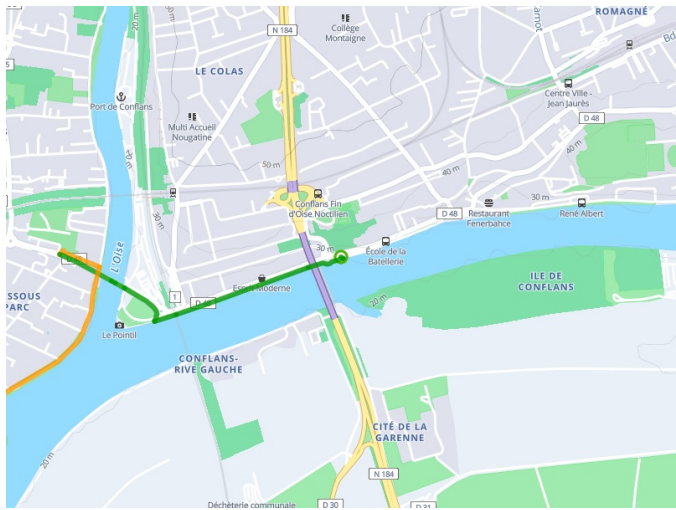 ROMAGNÉ
Collège
Montaigne
N 184
LE COLAS
Centre Ville -
Jean Jaurès
Port de Conflans
D 48
Multi Accueil
Nougatine
20 m
50 m
40 m
40 m
30 m
Conflans Fin
d'Oise Noctilien
D 48
Restaurant
Fenerbahce
René Albert
30 m
30 m
École de la
Batellerie
L'Oise
ILE DE
CONFLANS
Esprit Moderne
1
20 m
Le Pointil
CONFLANS-
RIVE GAUCHE
CITÉ DE LA
GARENNE
20 m
N 184
Déchèterie communale
D 30
D 31